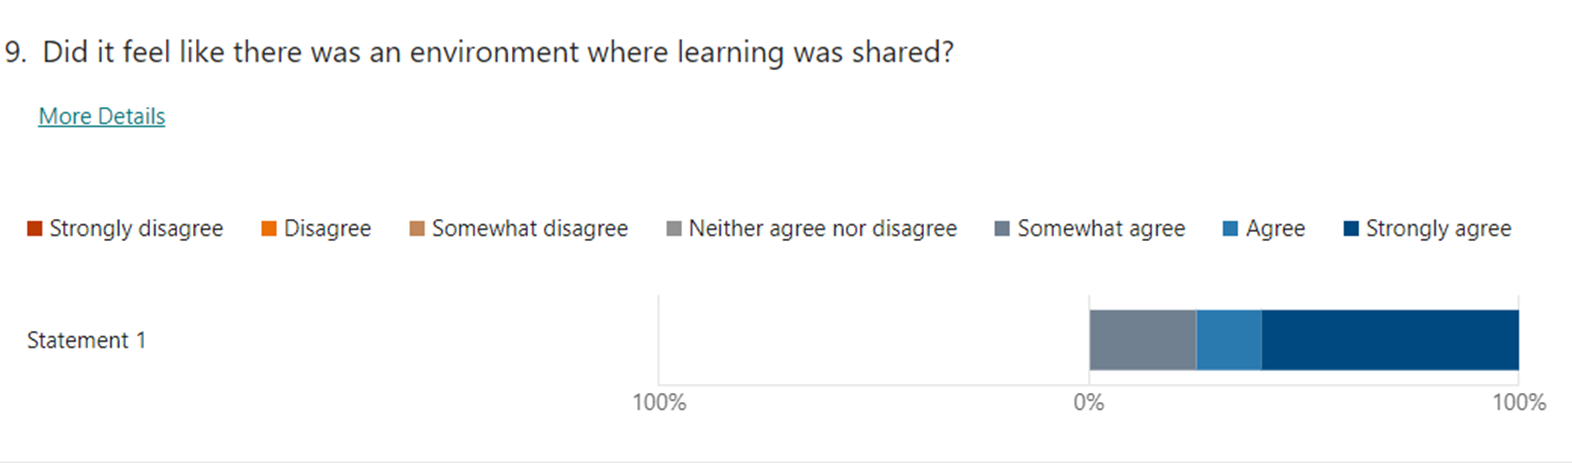 9. Did it feel like there was an environment where learning was shared?
More Details
Strongly disagree Disagree Somewhat disagree Neither agree nor disagree Somewhat agree Agree Strongly agree
Statement 1
100% 0% 100%